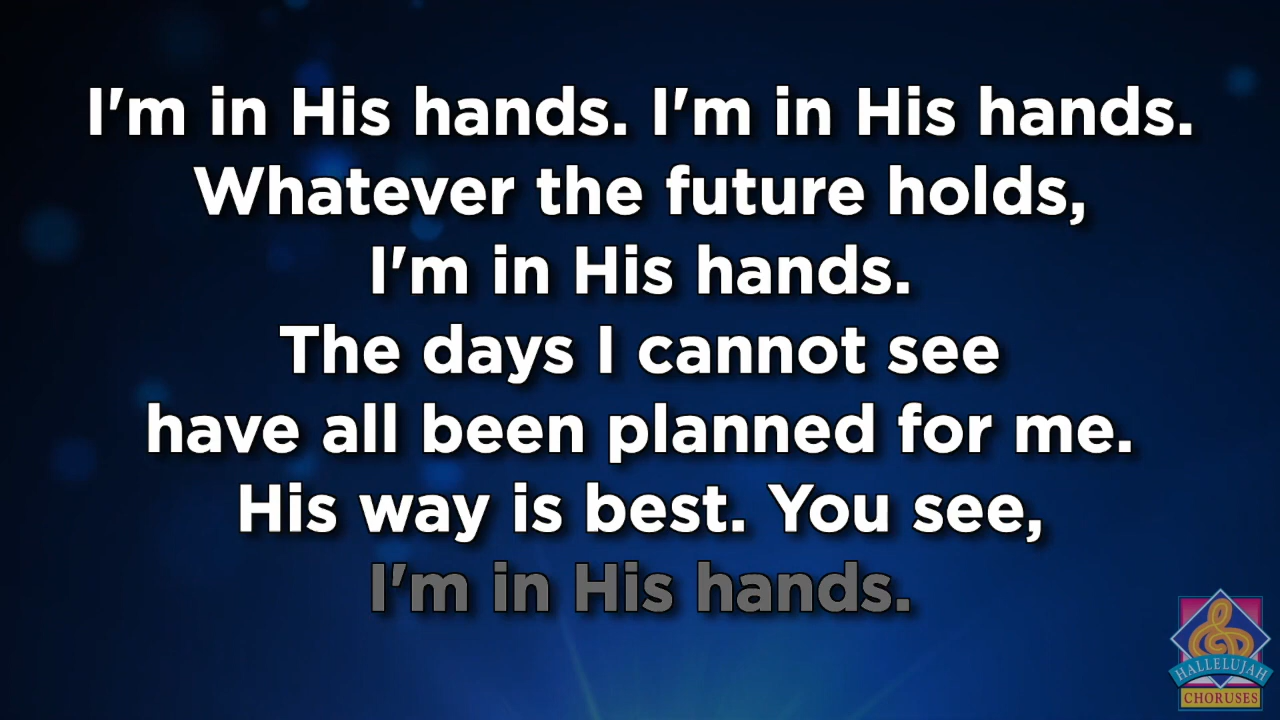 I'm in His hands. I'm in His hands.
Whatever the future holds,
I'm in His hands.
The days I cannot see
have all been planned for me.
His way is best. You see,
I'm in His hands.
HALLELUJAH
CHORUSES